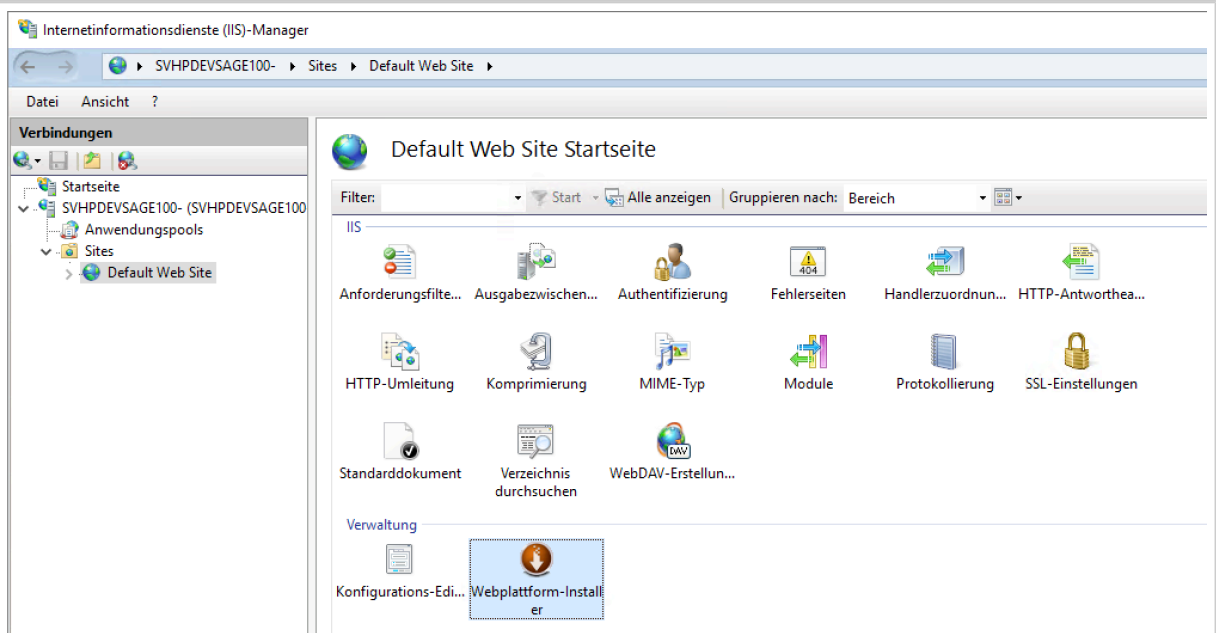 Internetinformationsdienste (IIS)-Manager
SVHPDEVSAGE100- Sites Default Web Site
Datei Ansicht ?
Verbindungen
Startseite
SVHPDEVSAGE100- (SVHPDEVSAGE100
Anwendungspools
Sites
Default Web Site
Default Web Site Startseite
Filter: Start Alle anzeigen Gruppieren nach: Bereich
IIS
Anforderungsfilte... Ausgabezwischen... Authentifizierung Fehlerseiten Handlerzuordnun... HTTP-Antworthea...
404
HTTP-Umleitung Komprimierung MIME-Typ Module Protokollierung SSL-Einstellungen
DAV
Standarddokument Verzeichnis durchsuchen WebDAV-Erstellun...
Verwaltung
Konfigurations-Edi... Webplattform-Install
er